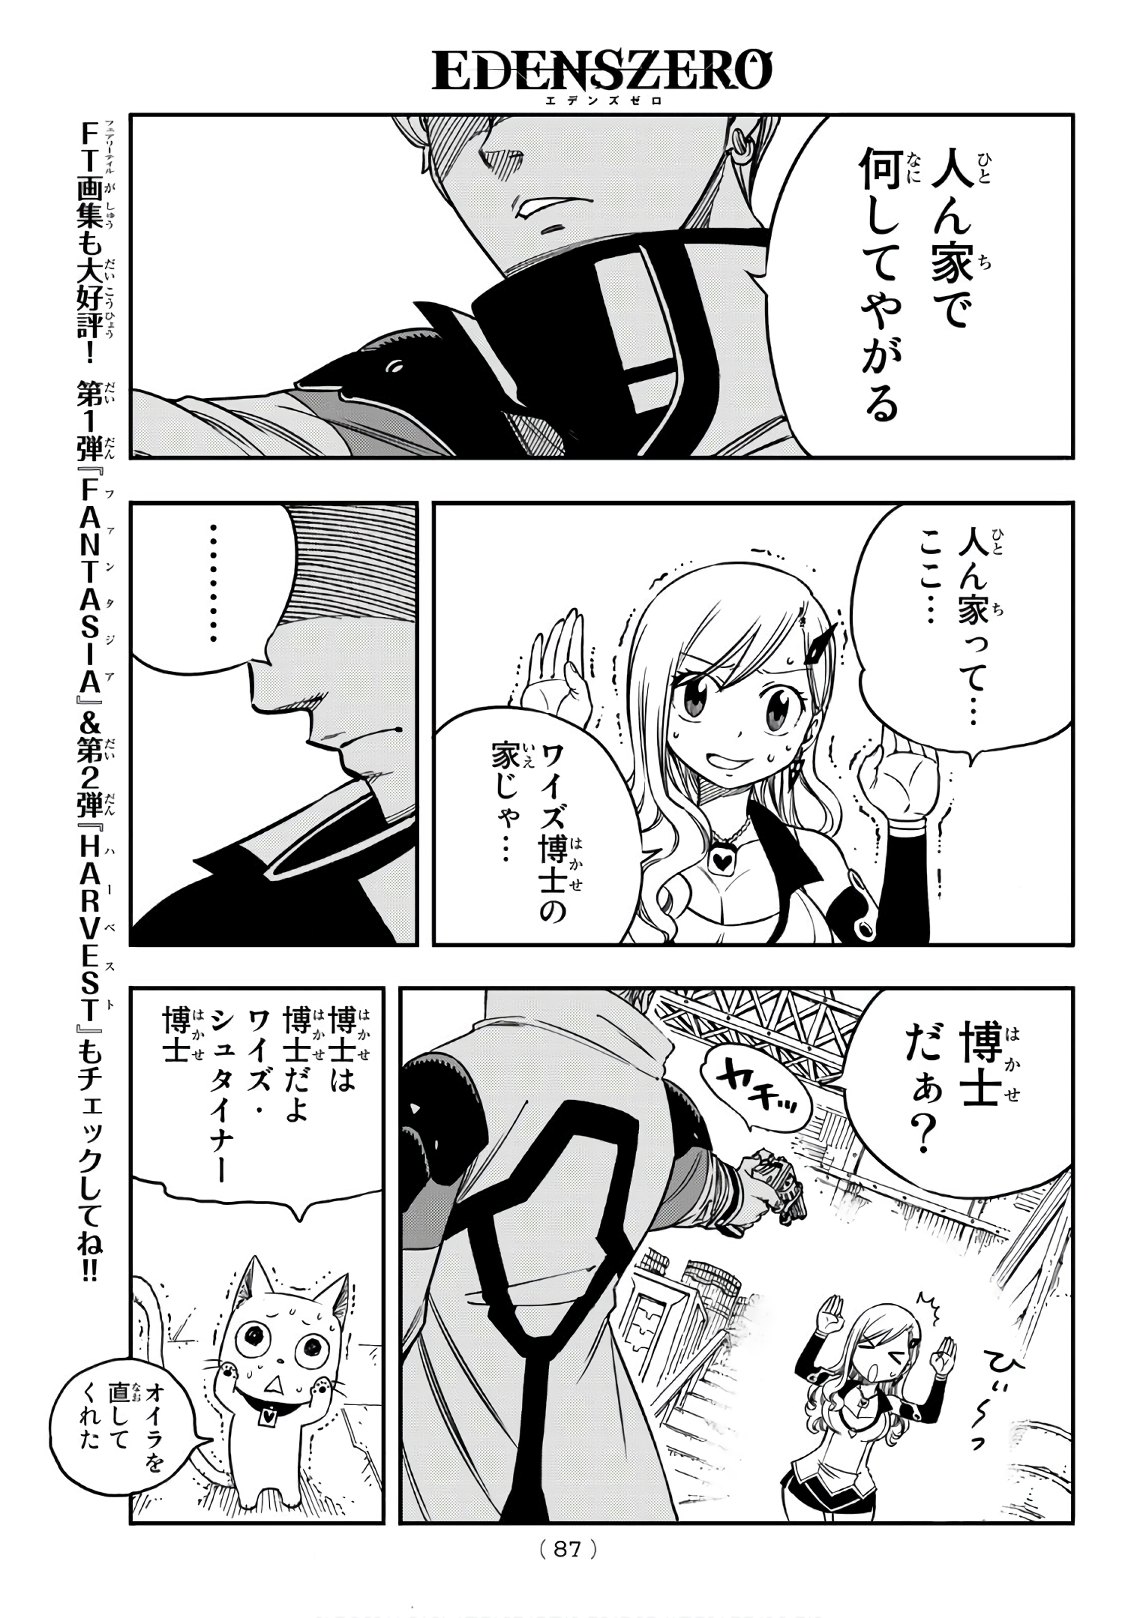 EDENSZERO
エデンズゼロ
人ん家で
何してやがる
人ん家って…
ここ…
ワイズ博士の
家じゃ…
………
博士
だぁ?
ヤチッ
ひぃ〜っ
博士は
博士だよ
ワイズ・
シュタイナー
博士
オイラを
直して
くれた
FT画集も大好評! 第1弾『FANTASIA』&第2弾『HARVEST』もチェックしてね!!
(87)